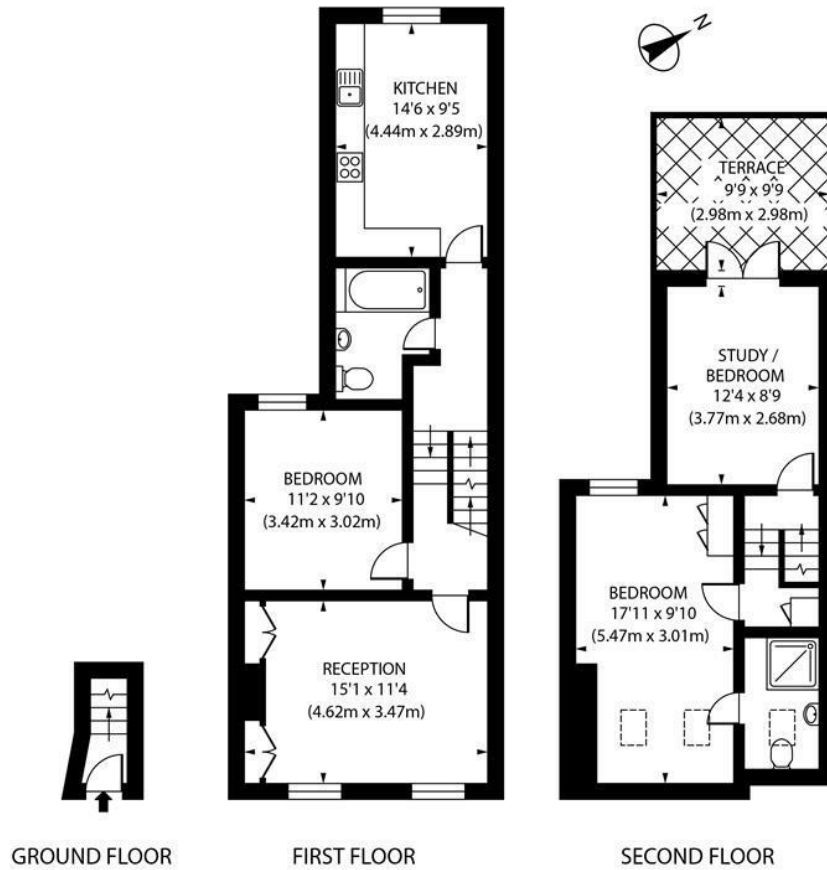 N
KITCHEN
14'6 x 9'5
(4.44m x 2.89m)
BEDROOM
11'2 x 9'10
(3.42m x 3.02m)
RECEPTION
15'1 x 11'4
(4.62m x 3.47m)
TERRACE
9'9 x 9'9
(2.98m x 2.98m)
STUDY /
BEDROOM
12'4 x 8'9
(3.77m x 2.68m)
BEDROOM
17'11 x 9'10
(5.47m x 3.01m)
GROUND FLOOR
FIRST FLOOR
SECOND FLOOR